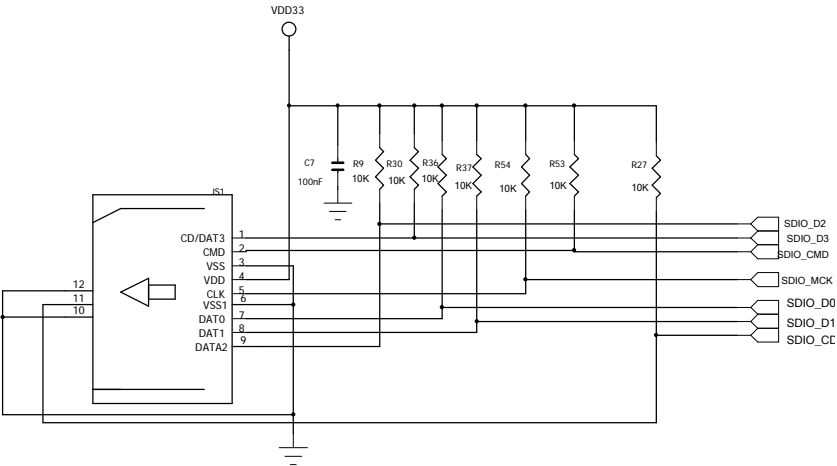 VDD33
C7
100nF
R9
10K
R30
10K
R36
10K
R37
10K
R54
10K
R53
10K
R27
10K
JS1
CD/DAT3 1
CMD 2
VSS 3
VDD 4
CLK 5
VSS1 6
DAT0 7
DAT1 8
DATA2 9
12
11
10
SDIO_D2
SDIO_D3
SDIO_CMD
SDIO_MCK
SDIO_D0
SDIO_D1
SDIO_CD